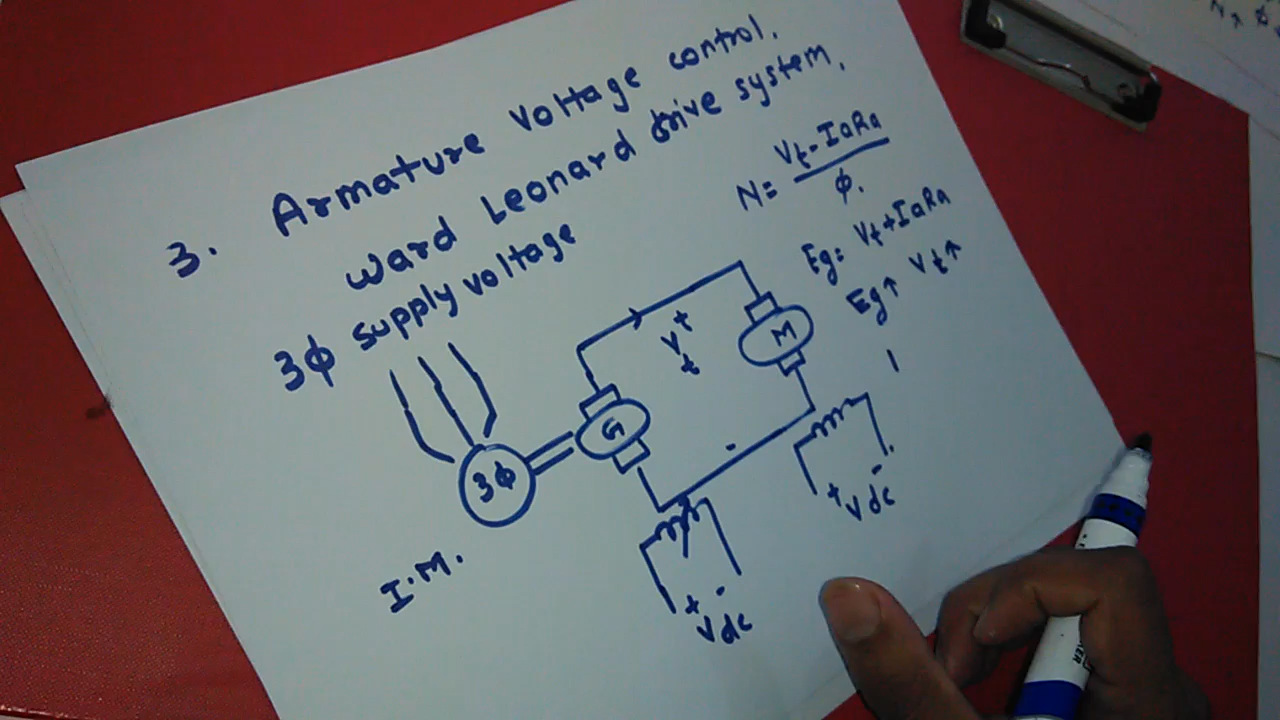 3. Armature Voltage control.
Ward Leonard drive system.
3ϕ supply voltage
N= Vt-IaRa
ϕ.
Eg= Vt+IaRa
Eg↑ Vt↑
+
Vt
-
M
G
3ϕ
I.M.
+ -
Vdc
+ -
Vdc